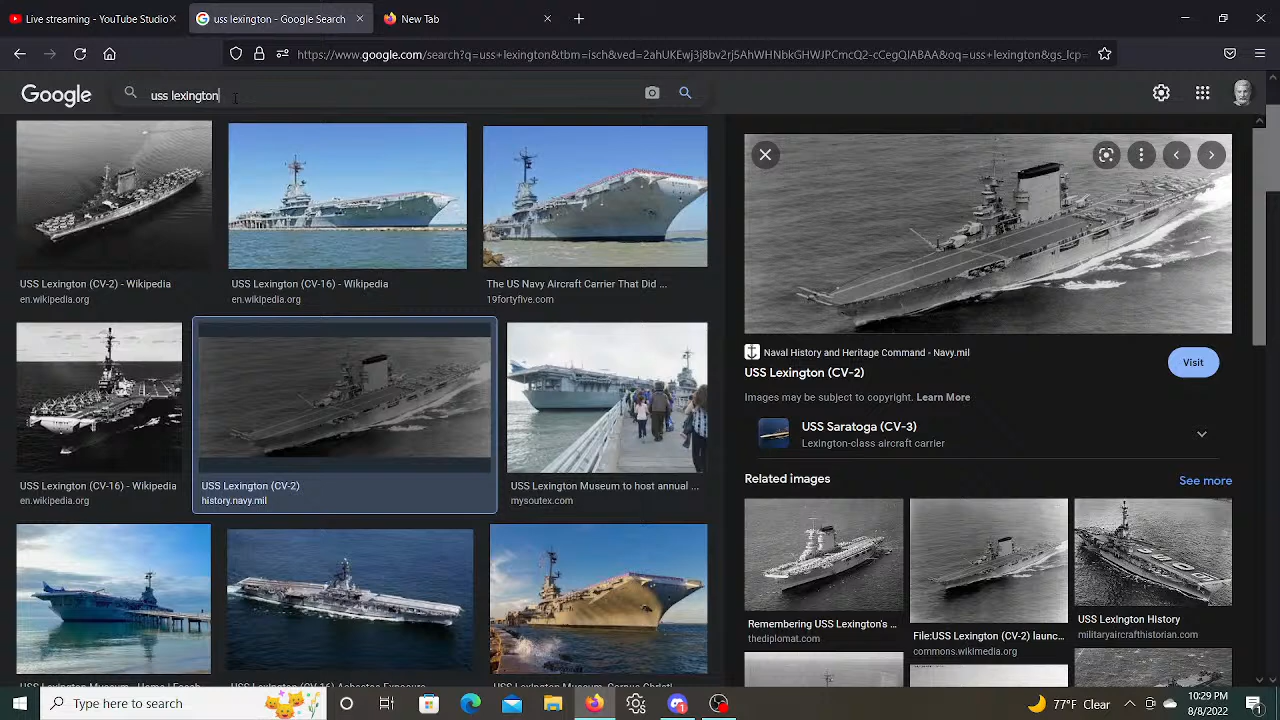 Live streaming - YouTube Studio
uss lexington - Google Search
New Tab
https://www.google.com/search?q=uss+lexington&tbm=isch&ved=2ahUKEwj3j8bv2rj5AhWHNbkGHWJPCmcQ2-cCegQIABAA&oq=uss+lexington&gs_lcp=
Google
uss lexington
USS Lexington (CV-2) - Wikipedia
en.wikipedia.org
USS Lexington (CV-16) - Wikipedia
en.wikipedia.org
The US Navy Aircraft Carrier That Did ...
19fortyfive.com
USS Lexington (CV-16) - Wikipedia
en.wikipedia.org
USS Lexington (CV-2)
history.navy.mil
USS Lexington Museum to host annual ...
mysoutex.com
Naval History and Heritage Command - Navy.mil
USS Lexington (CV-2)
Visit
Images may be subject to copyright. Learn More
USS Saratoga (CV-3)
Lexington-class aircraft carrier
Related images
See more
Remembering USS Lexington's ...
thediplomat.com
File:USS Lexington (CV-2) launc...
commons.wikimedia.org
USS Lexington History
militaryaircrafthistorian.com
Type here to search
77°F Clear
10:29 PM
8/8/2022